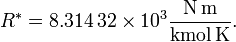 R* = 8.314 32 × 10³ N m / kmol K.